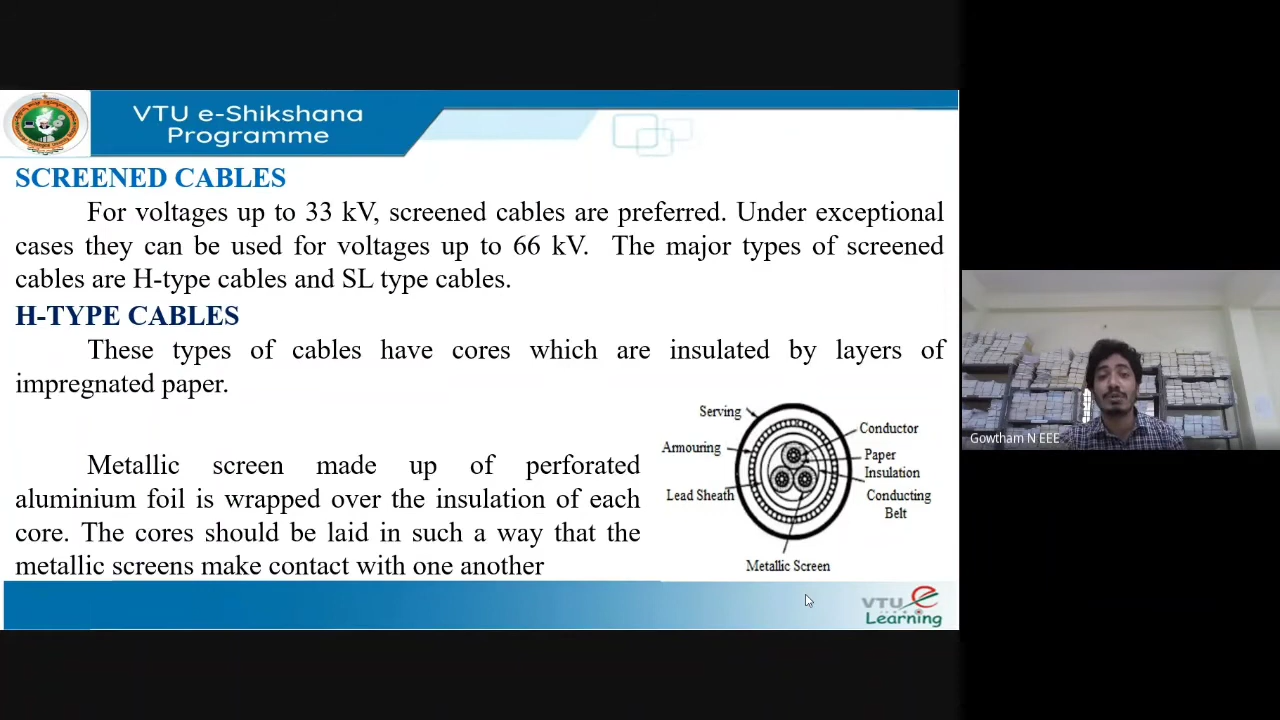 VTU e-Shikshana
Programme
SCREENED CABLES
For voltages up to 33 kV, screened cables are preferred. Under exceptional
cases they can be used for voltages up to 66 kV. The major types of screened
cables are H-type cables and SL type cables.
H-TYPE CABLES
These types of cables have cores which are insulated by layers of
impregnated paper.
Metallic screen made up of perforated
aluminium foil is wrapped over the insulation of each
core. The cores should be laid in such a way that the
metallic screens make contact with one another
Serving
Armouring
Lead Sheath
Conductor
Paper
Insulation
Conducting
Belt
Metallic Screen
VTU e
Learning
Gowtham N EEE